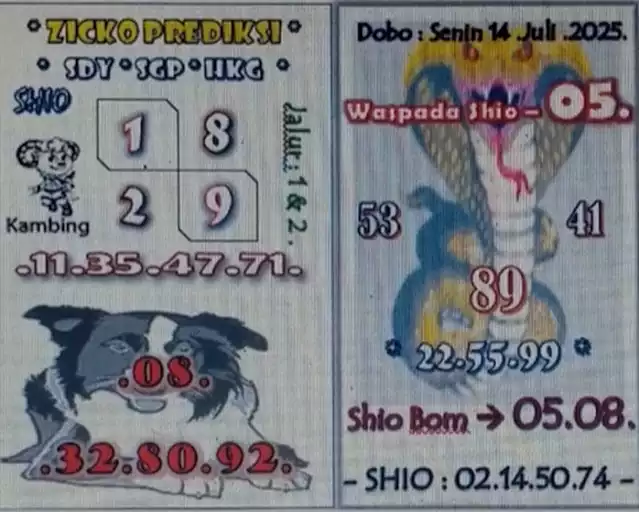 * ZICKO PREDIKSI *
* SDY * SGP * HKG *
SHIO
Kambing
1 8
2 9
Jalur : 1 & 2 .
.11.35.47.71.
.08.
.32.80.92.
Dobo : Senin 14 Juli .2025.
Waspada Shio - 05.
53 41
89
* 22.55.99 *
Shio Bom → 05.08.
- SHIO : 02.14.50.74 -